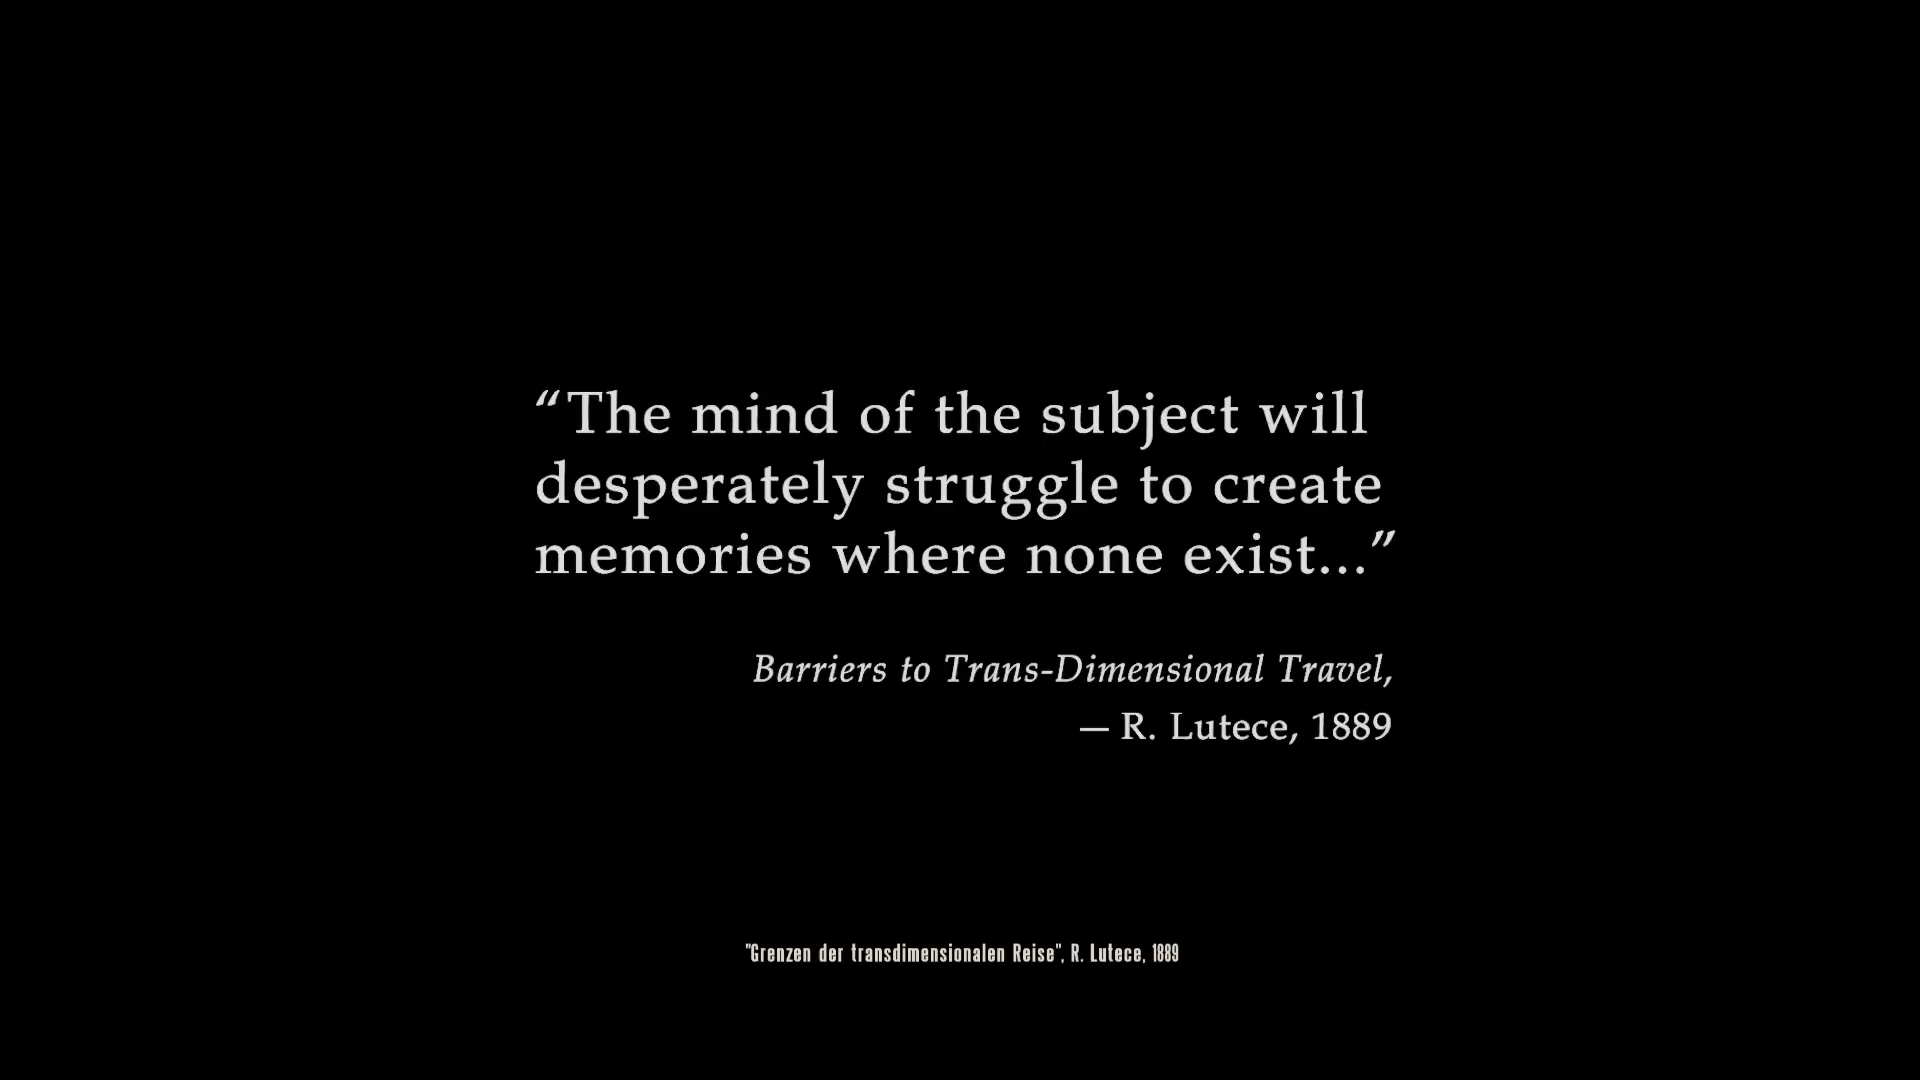 “The mind of the subject will
desperately struggle to create
memories where none exist...”
Barriers to Trans-Dimensional Travel,
— R. Lutece, 1889
"Grenzen der transdimensionalen Reise", R. Lutece, 1889